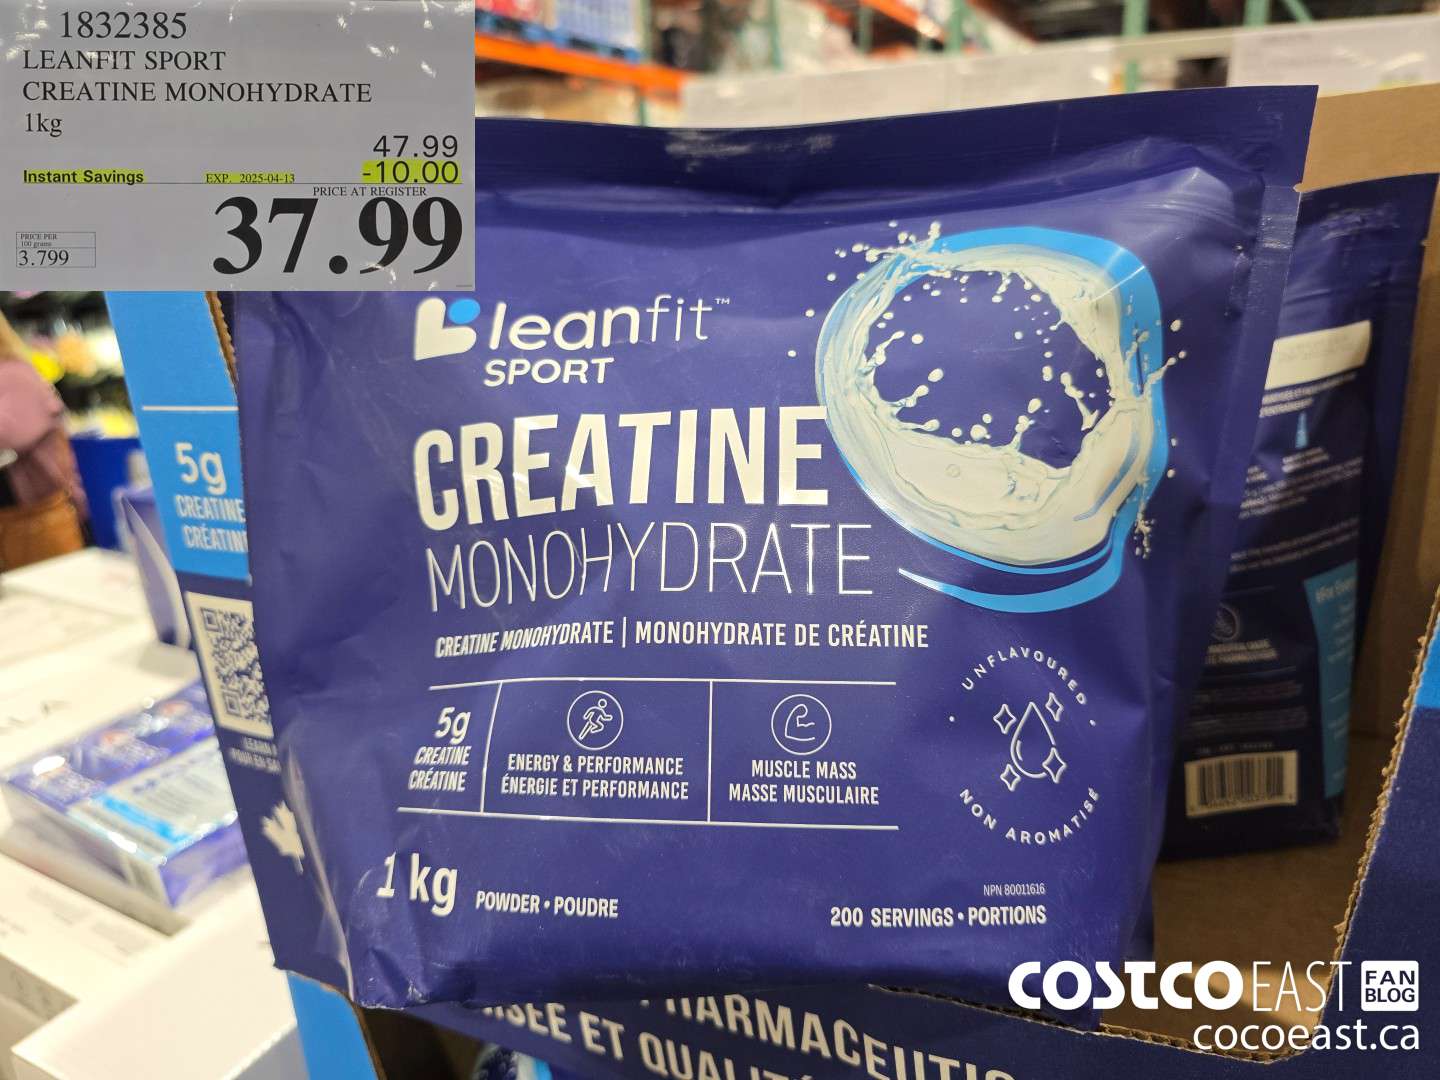 1832385
LEANFIT SPORT
CREATINE MONOHYDRATE
1kg
47.99
Instant Savings EXP. 2025-04-13 -10.00
PRICE AT REGISTER
37.99
PRICE PER
100 grams
3.799
leanfit™
SPORT
CREATINE
MONOHYDRATE
CREATINE MONOHYDRATE | MONOHYDRATE DE CRÉATINE
5g
CREATINE
CRÉATINE
ENERGY & PERFORMANCE
ÉNERGIE ET PERFORMANCE
MUSCLE MASS
MASSE MUSCULAIRE
UNFLAVOURED
NON AROMATISÉ
1 kg POWDER • POUDRE
NPN 80011616
200 SERVINGS • PORTIONS
5g
CREATINE
CRÉATINE
ET QUALITÉ
COSTCO EAST FAN BLOG
cocoeast.ca